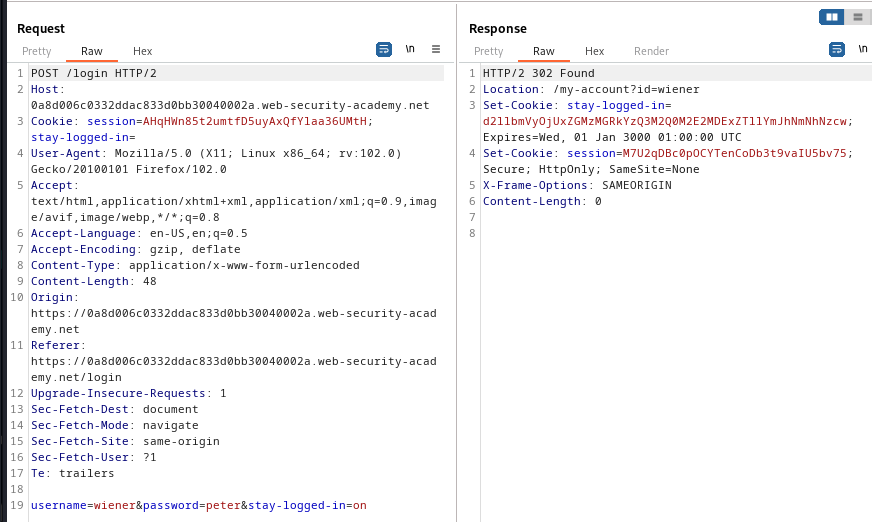 Request
Pretty Raw Hex \n
1 POST /login HTTP/2
2 Host:
0a8d006c0332ddac833d0bb30040002a.web-security-academy.net
3 Cookie: session=AHqHWn85t2umtfD5uyAxQfYlaa36UMtH;
stay-logged-in=
4 User-Agent: Mozilla/5.0 (X11; Linux x86_64; rv:102.0)
Gecko/20100101 Firefox/102.0
5 Accept:
text/html,application/xhtml+xml,application/xml;q=0.9,imag
e/avif,image/webp,*/*;q=0.8
6 Accept-Language: en-US,en;q=0.5
7 Accept-Encoding: gzip, deflate
8 Content-Type: application/x-www-form-urlencoded
9 Content-Length: 48
10 Origin:
https://0a8d006c0332ddac833d0bb30040002a.web-security-acad
emy.net
11 Referer:
https://0a8d006c0332ddac833d0bb30040002a.web-security-acad
emy.net/login
12 Upgrade-Insecure-Requests: 1
13 Sec-Fetch-Dest: document
14 Sec-Fetch-Mode: navigate
15 Sec-Fetch-Site: same-origin
16 Sec-Fetch-User: ?1
17 Te: trailers
18
19 username=wiener&password=peter&stay-logged-in=on
Response
Pretty Raw Hex Render \n
1 HTTP/2 302 Found
2 Location: /my-account?id=wiener
3 Set-Cookie: stay-logged-in=
d2llbmVyOjUxZGMzMGRkYzQ3M2Q0M2E2MDExZTllYmJhNmNhNzcw;
Expires=Wed, 01 Jan 3000 01:00:00 UTC
4 Set-Cookie: session=M7U2qDBc0pOCYTenCoDb3t9vaIU5bv75;
Secure; HttpOnly; SameSite=None
5 X-Frame-Options: SAMEORIGIN
6 Content-Length: 0
7
8